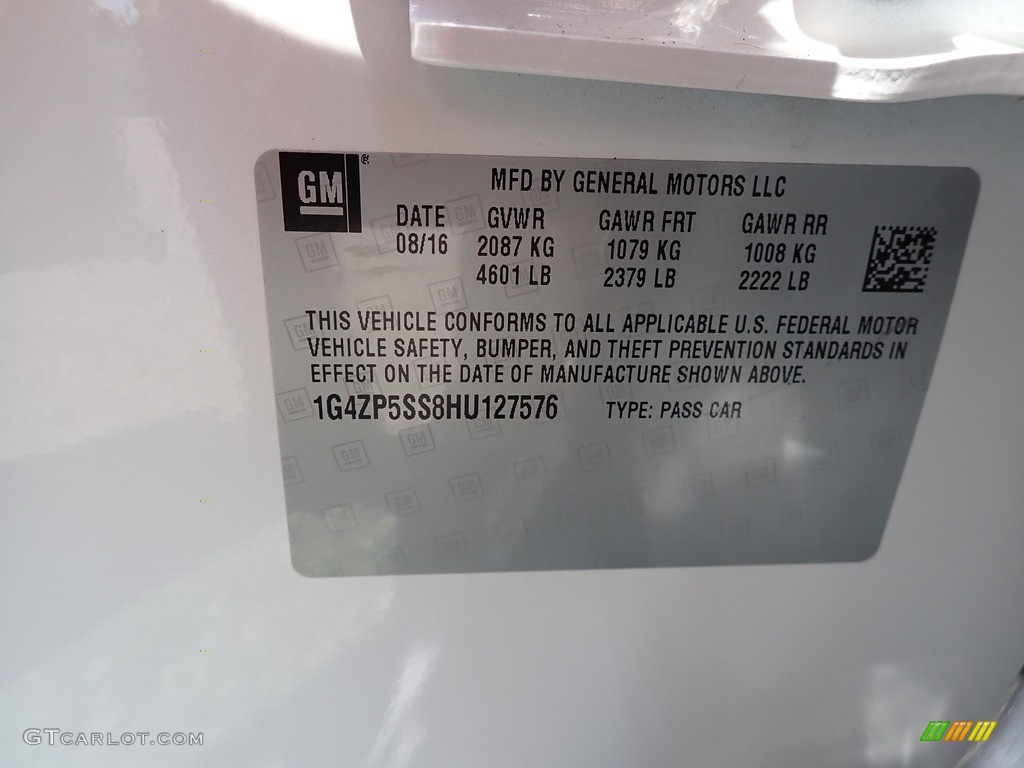 GM
MFD BY GENERAL MOTORS LLC
DATE GVWR GAWR FRT GAWR RR
08/16 2087 KG 1079 KG 1008 KG
4601 LB 2379 LB 2222 LB
THIS VEHICLE CONFORMS TO ALL APPLICABLE U.S. FEDERAL MOTOR
VEHICLE SAFETY, BUMPER, AND THEFT PREVENTION STANDARDS IN
EFFECT ON THE DATE OF MANUFACTURE SHOWN ABOVE.
1G4ZP5SS8HU127576 TYPE: PASS CAR
GTCARLOT.COM